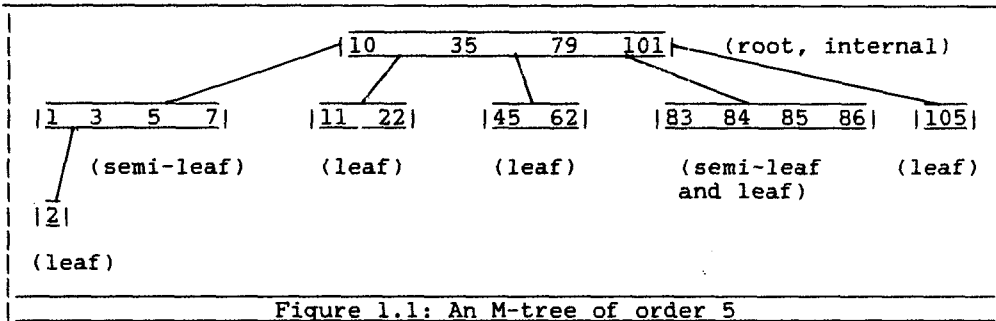 |10 35 79 101| (root, internal)
|1 3 5 7| |11 22| |45 62| |83 84 85 86| |105|
(semi-leaf) (leaf) (leaf) (semi-leaf and leaf) (leaf)
|2|
(leaf)
Figure 1.1: An M-tree of order 5